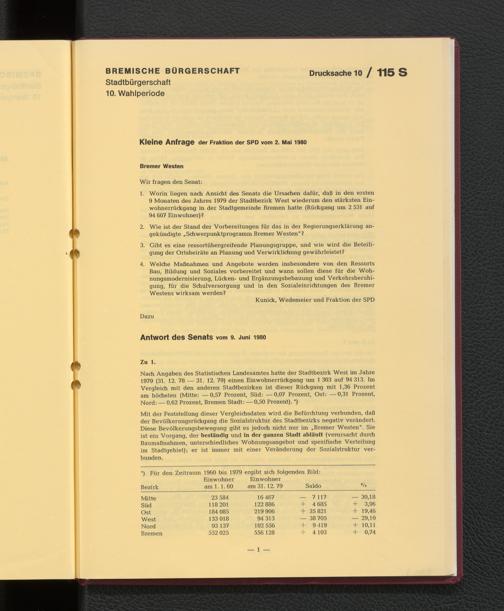 BREMISCHE BÜRGERSCHAFT
Stadtbürgerschaft
10. Wahlperiode
Drucksache 10 / 115 S
Kleine Anfrage der Fraktion der SPD vom 2. Mai 1980
Bremer Westen
Wir fragen den Senat:
1. Worin liegen nach Ansicht des Senats die Ursachen dafür, daß in den ersten
9 Monaten des Jahres 1979 der Stadtbezirk West wiederum den stärksten Ein-
wohnerrückgang in der Stadtgemeinde Bremen hatte (Rückgang um 2 531 auf
94 607 Einwohner)?
2. Wie ist der Stand der Vorbereitungen für das in der Regierungserklärung an-
gekündigte „Schwerpunktprogramm Bremer Westen"?
3. Gibt es eine ressortübergreifende Planungsgruppe, und wie wird die Beteili-
gung der Ortsbeiräte an Planung und Verwirklichung gewährleistet?
4. Welche Maßnahmen und Angebote werden insbesondere von den Ressorts
Bau, Bildung und Soziales vorbereitet und wann sollen diese für die Woh-
nungsmodernisierung, Lücken- und Ergänzungsbebauung und Verkehrsberuhi-
gung, für die Schulversorgung und in den Sozialeinrichtungen des Bremer
Westens wirksam werden?
Kunick, Wedemeier und Fraktion der SPD
Dazu
Antwort des Senats vom 9. Juni 1980
Zu 1.
Nach Angaben des Statistischen Landesamtes hatte der Stadtbezirk West im Jahre
1979 (31. 12. 78 — 31. 12. 79) einen Einwohnerrückgang um 1 303 auf 94 313. Im
Vergleich mit den anderen Stadtbezirken ist dieser Rückgang mit 1,36 Prozent
am höchsten (Mitte: — 0,57 Prozent, Süd: — 0,07 Prozent, Ost: — 0,31 Prozent,
Nord: — 0,62 Prozent, Bremen Stadt: — 0,50 Prozent). *)
Mit der Feststellung dieser Vergleichsdaten wird die Befürchtung verbunden, daß
der Bevölkerungsrückgang die Sozialstruktur des Stadtbezirks negativ verändert.
Diese Bevölkerungsbewegung gibt es jedoch nicht nur im „Bremer Westen". Sie
ist ein Vorgang, der beständig und in der ganzen Stadt abläuft (verursacht durch
Baumaßnahmen, unterschiedliches Wohnungsangebot und spezifische Verteilung
im Stadtgebiet); er ist immer mit einer Veränderung der Sozialstruktur ver-
bunden.
*) Für den Zeitraum 1960 bis 1979 ergibt sich folgendes Bild:
Einwohner Einwohner
Bezirk am 1. 1. 60 am 31. 12. 79 Saldo %
Mitte 23 584 16 467 — 7 117 — 30,18
Süd 118 201 122 886 + 4 685 + 3,96
Ost 184 085 219 906 + 35 821 + 19,46
West 133 018 94 313 — 38 705 — 29,10
Nord 93 137 102 556 + 9 419 + 10,11
Bremen 552 025 556 128 + 4 103 + 0,74
— 1 —